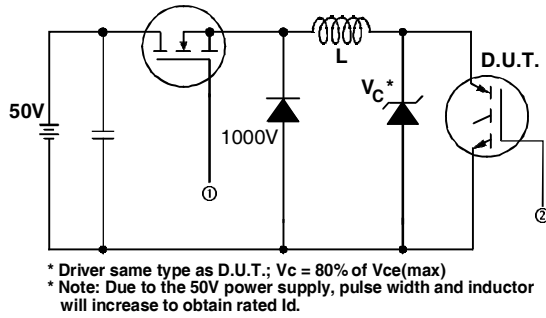 L
D.U.T.
VC*
50V
1000V
①
②
* Driver same type as D.U.T.; Vc = 80% of Vce(max)
* Note: Due to the 50V power supply, pulse width and inductor
will increase to obtain rated Id.